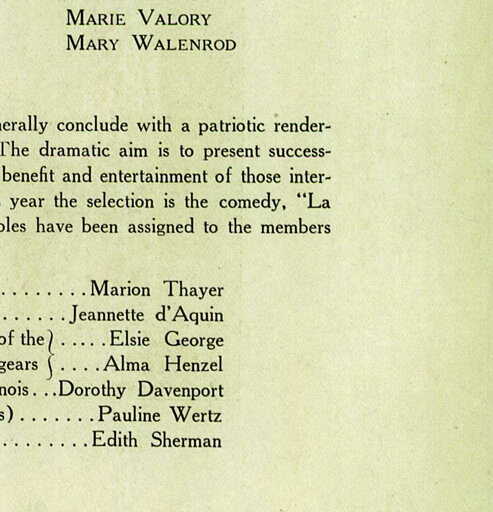 MARIE VALORY
MARY WALENROD
nerally conclude with a patriotic render-
The dramatic aim is to present success-
benefit and entertainment of those inter-
year the selection is the comedy, "La
oles have been assigned to the members
.........Marion Thayer
.......Jeannette d'Aquin
of the} .....Elsie George
gears { ....Alma Henzel
nois...Dorothy Davenport
s).......Pauline Wertz
.........Edith Sherman